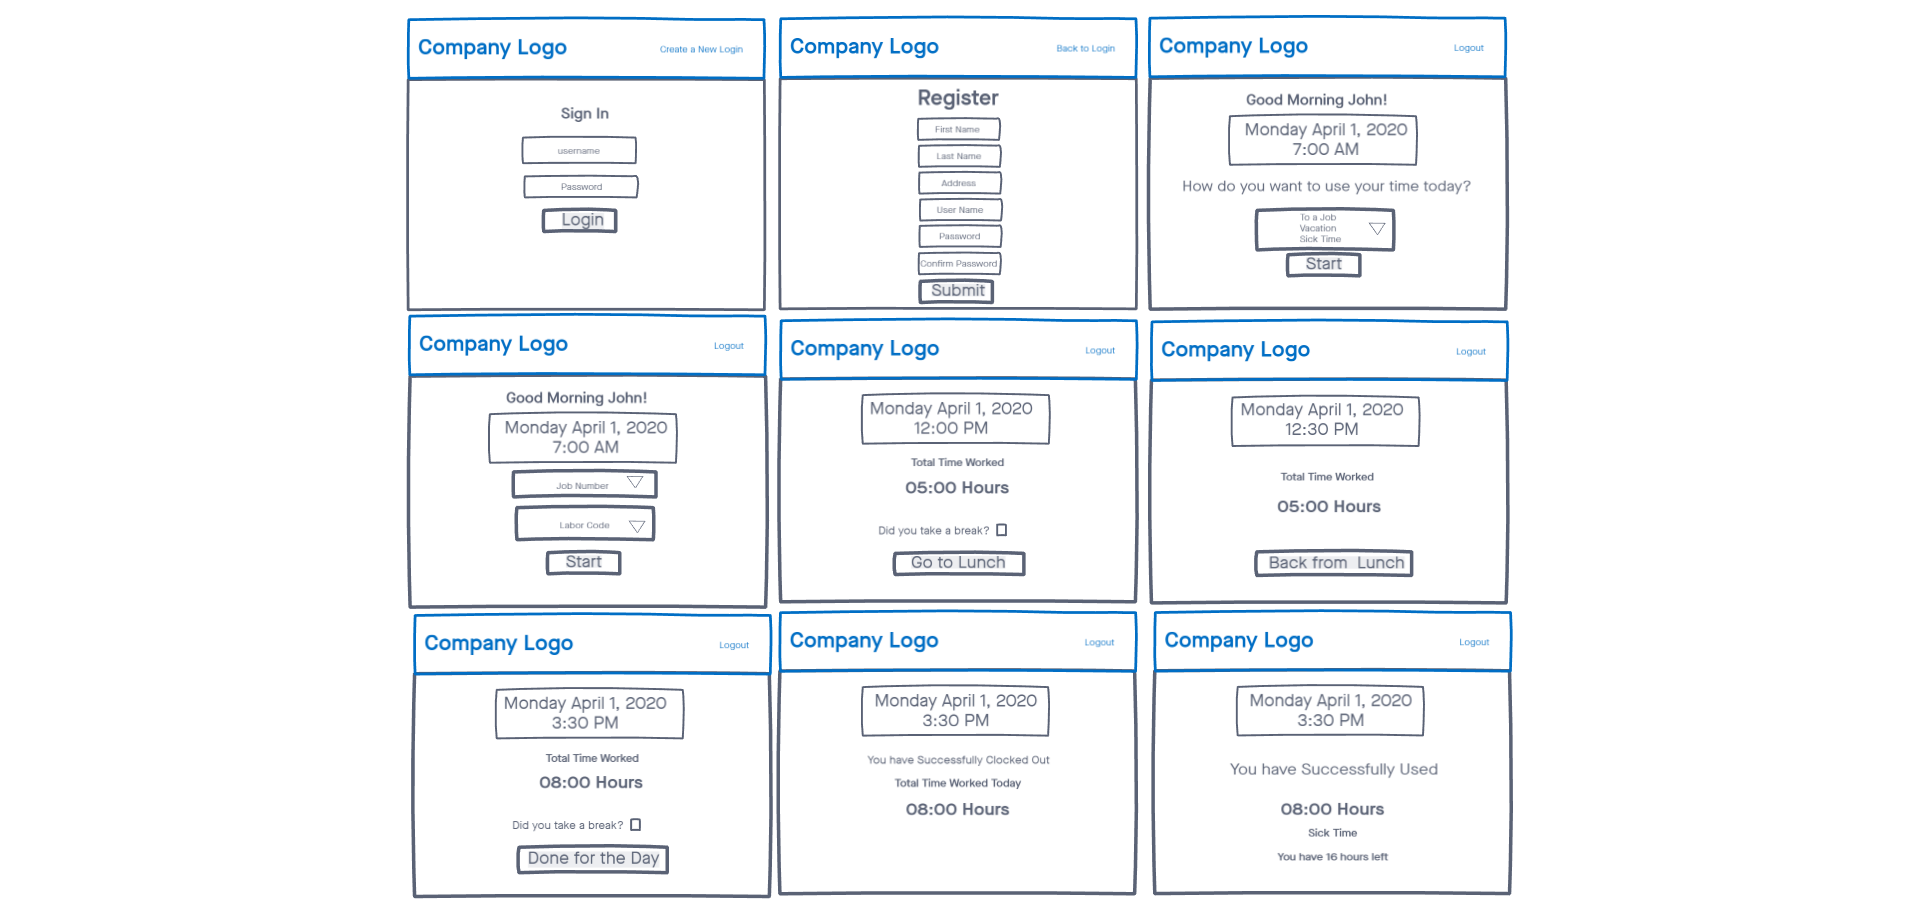 Company Logo
Create a New Login
Sign In
username
Password
Login
Company Logo
Back to Login
Register
First Name
Last Name
Address
User Name
Password
Confirm Password
Submit
Company Logo
Logout
Good Morning John!
Monday April 1, 2020
7:00 AM
How do you want to use your time today?
To a Job
Vacation
Sick Time
Start
Company Logo
Logout
Good Morning John!
Monday April 1, 2020
7:00 AM
Job Number
Labor Code
Start
Company Logo
Logout
Monday April 1, 2020
12:00 PM
Total Time Worked
05:00 Hours
Did you take a break?
Go to Lunch
Company Logo
Logout
Monday April 1, 2020
12:30 PM
Total Time Worked
05:00 Hours
Back from  Lunch
Company Logo
Logout
Monday April 1, 2020
3:30 PM
Total Time Worked
08:00 Hours
Did you take a break?
Done for the Day
Company Logo
Logout
Monday April 1, 2020
3:30 PM
You have Successfully Clocked Out
Total Time Worked Today
08:00 Hours
Company Logo
Logout
Monday April 1, 2020
3:30 PM
You have Successfully Used
08:00 Hours
Sick Time
You have 16 hours left